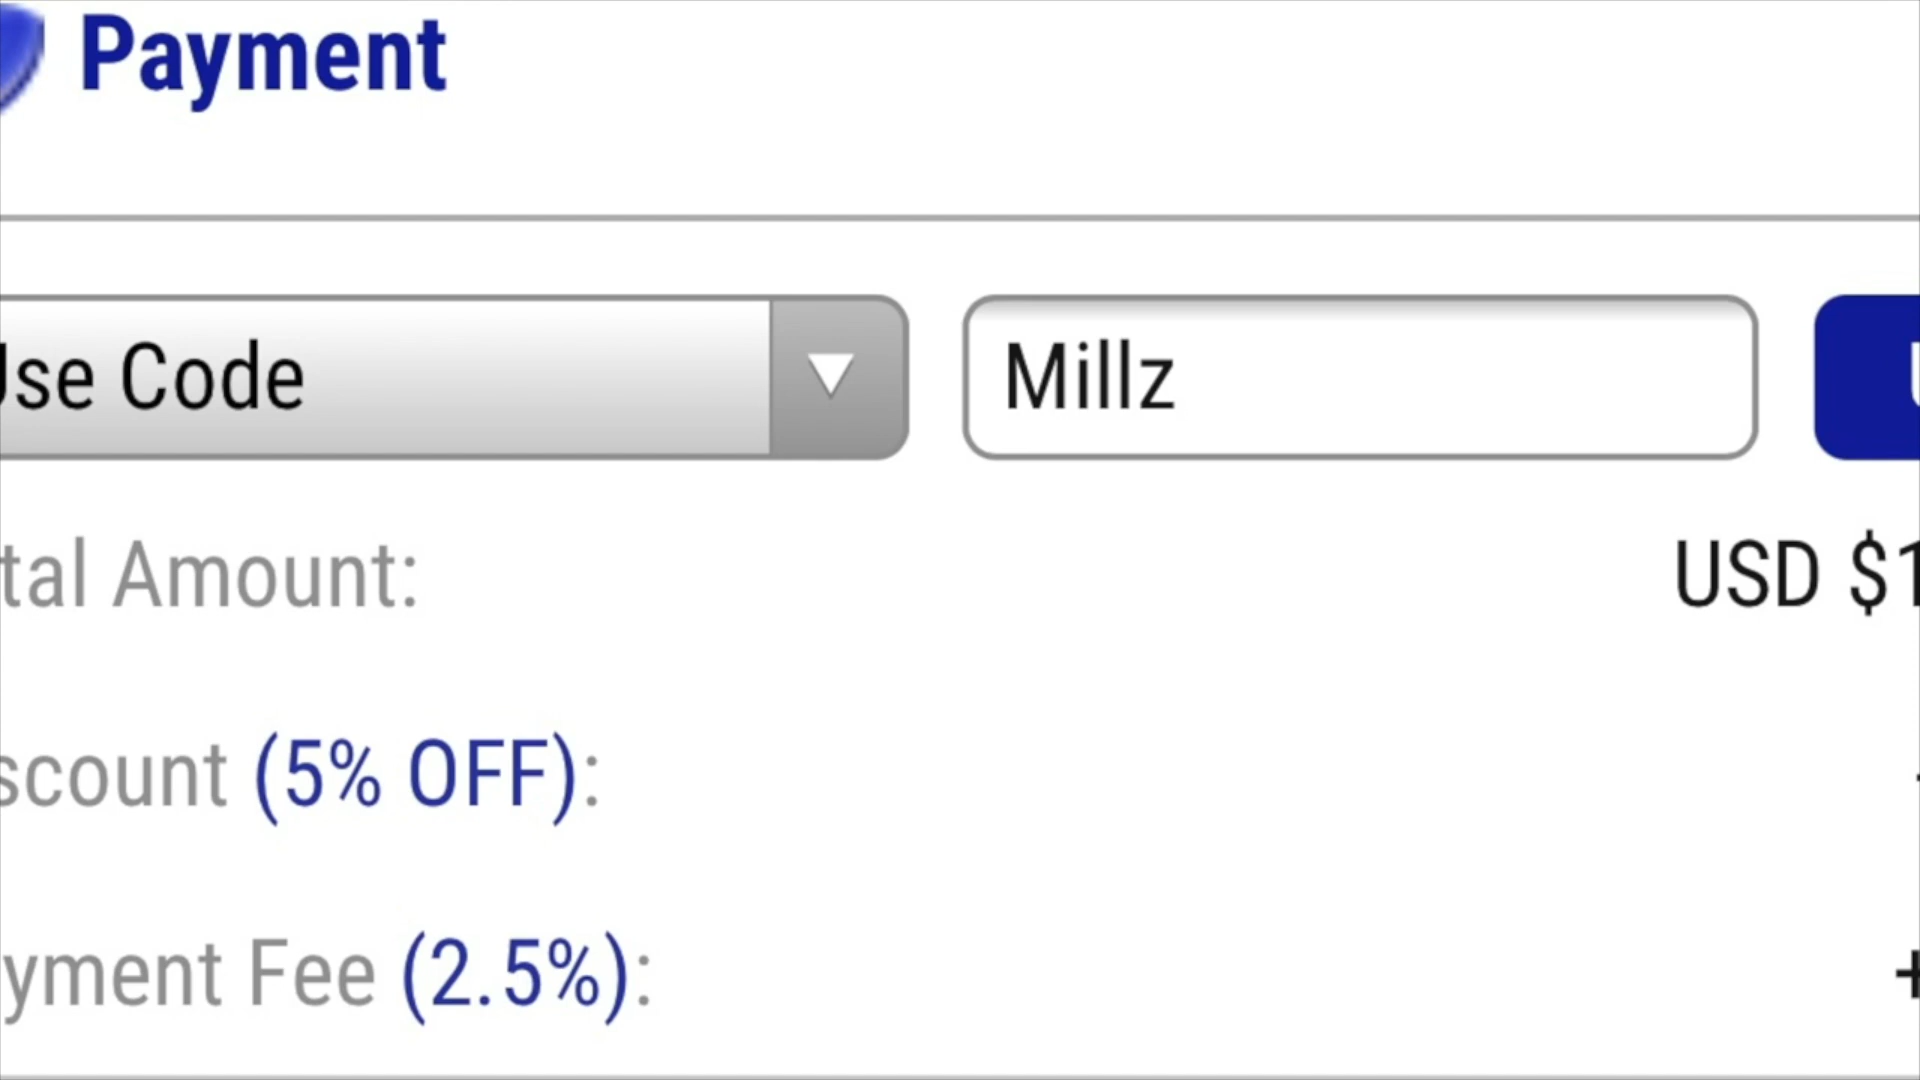 Payment
Use Code
Millz
tal Amount:
USD $1
scount (5% OFF):
yment Fee (2.5%):
+